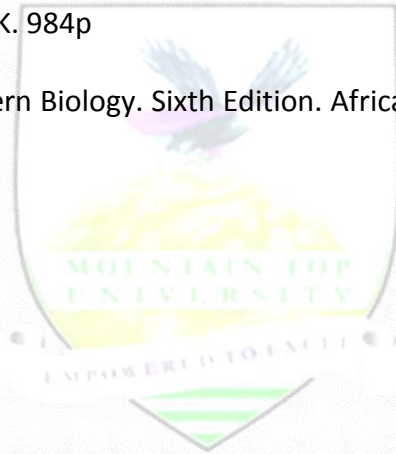 K. 984p
ern Biology. Sixth Edition. Africa
MOUNTAIN TOP
UNIVERSITY
EMPOWERED TO EXCEL